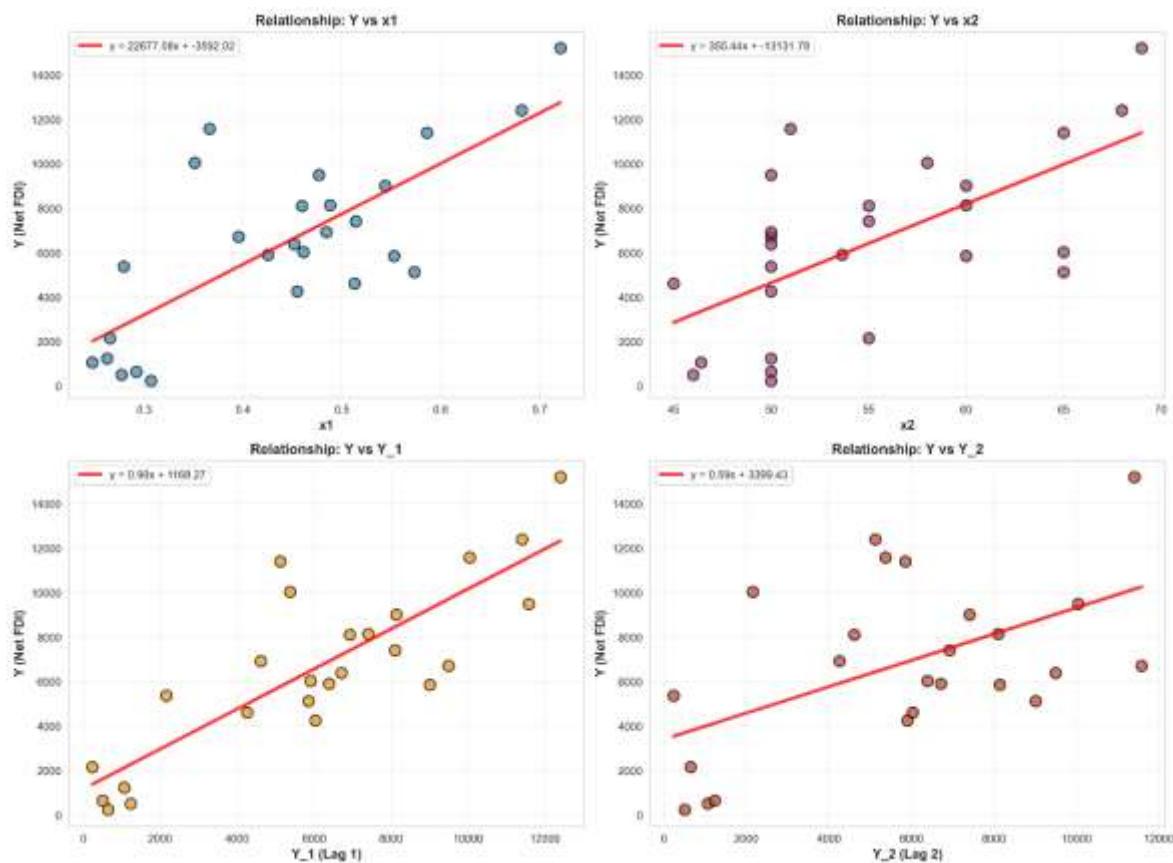 Relationship: Y vs x1
y = 22677.08x + -3592.02
Y (Net FDI)
14000
12000
10000
8000
6000
4000
2000
0
0.3 0.4 0.5 0.6 0.7
x1
Relationship: Y vs x2
y = 355.44x + -13131.78
Y (Net FDI)
14000
12000
10000
8000
6000
4000
2000
0
45 50 55 60 65 70
x2
Relationship: Y vs Y_1
y = 0.90x + 1168.27
Y (Net FDI)
14000
12000
10000
8000
6000
4000
2000
0
0 2000 4000 6000 8000 10000 12000
Y_1 (Lag 1)
Relationship: Y vs Y_2
y = 0.59x + 3399.43
Y (Net FDI)
14000
12000
10000
8000
6000
4000
2000
0
0 2000 4000 6000 8000 10000 12000
Y_2 (Lag 2)